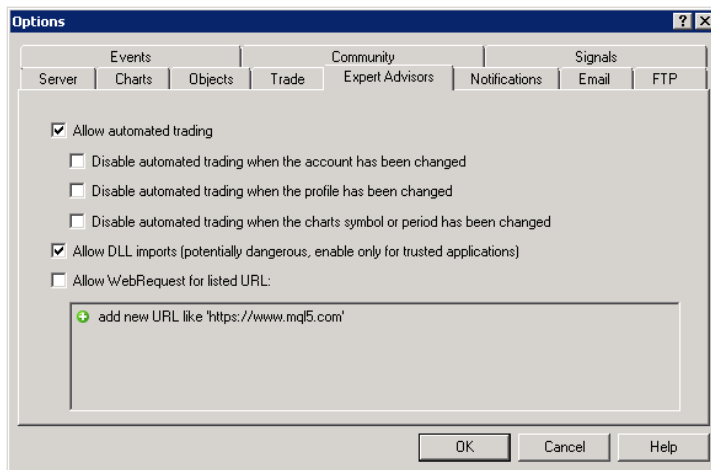 Options
Events Community Signals
Server Charts Objects Trade Expert Advisors Notifications Email FTP
Allow automated trading
Disable automated trading when the account has been changed
Disable automated trading when the profile has been changed
Disable automated trading when the charts symbol or period has been changed
Allow DLL imports (potentially dangerous, enable only for trusted applications)
Allow WebRequest for listed URL:
add new URL like 'https://www.mql5.com'
OK Cancel Help